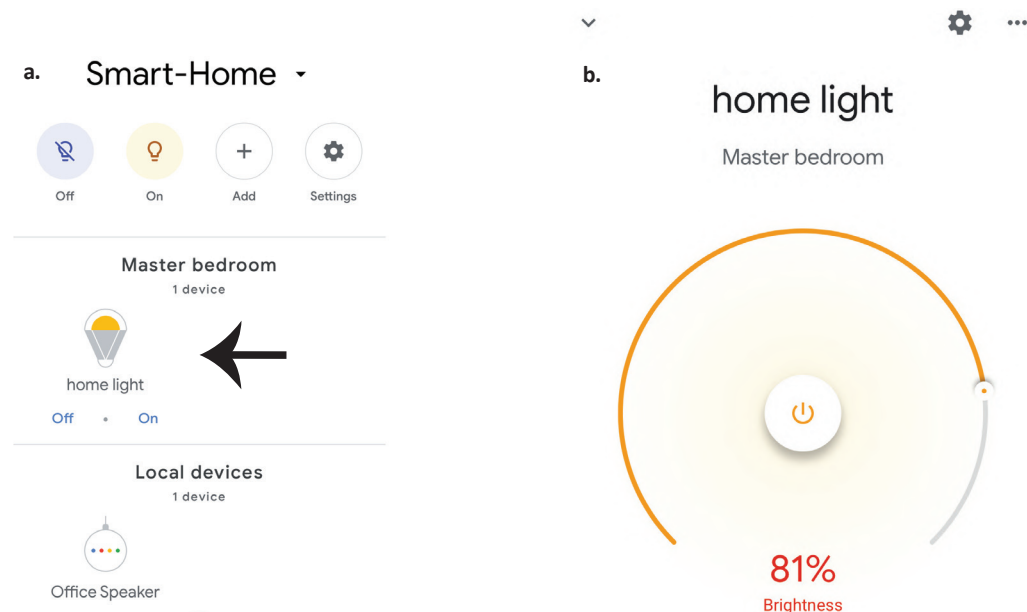 a.
Smart-Home
Off
On
Add
Settings
Master bedroom
1 device
home light
Off • On
Local devices
1 device
Office Speaker
b.
home light
Master bedroom
81%
Brightness